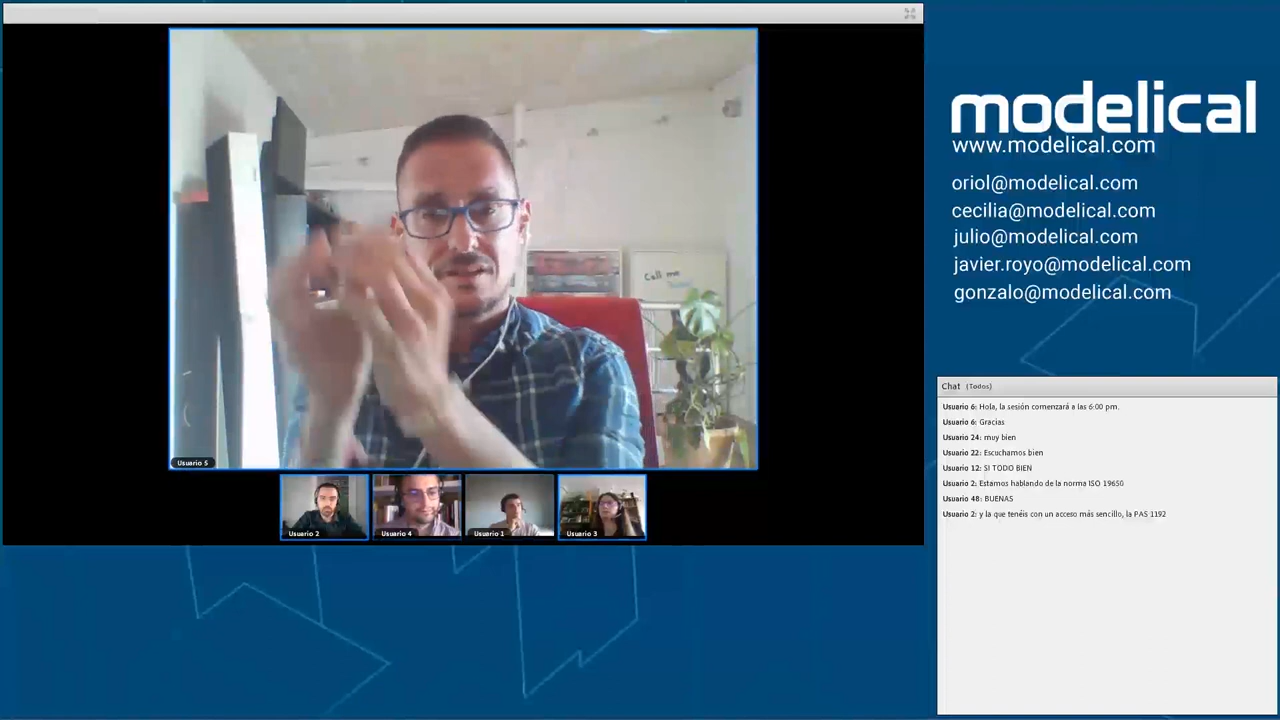 modelical
www.modelical.com
oriol@modelical.com
cecilia@modelical.com
julio@modelical.com
javier.royo@modelical.com
gonzalo@modelical.com
Call me
Usuario 5
Usuario 2
Usuario 4
Usuario 1
Usuario 3
Chat (Todos)
Usuario 6: Hola, la sesión comenzará a las 6:00 pm.
Usuario 6: Gracias
Usuario 24: muy bien
Usuario 22: Escuchamos bien
Usuario 12: SI TODO BIEN
Usuario 2: Estamos hablando de la norma ISO 19650
Usuario 48: BUENAS
Usuario 2: y la que tenéis con un acceso más sencillo, la PAS 1192